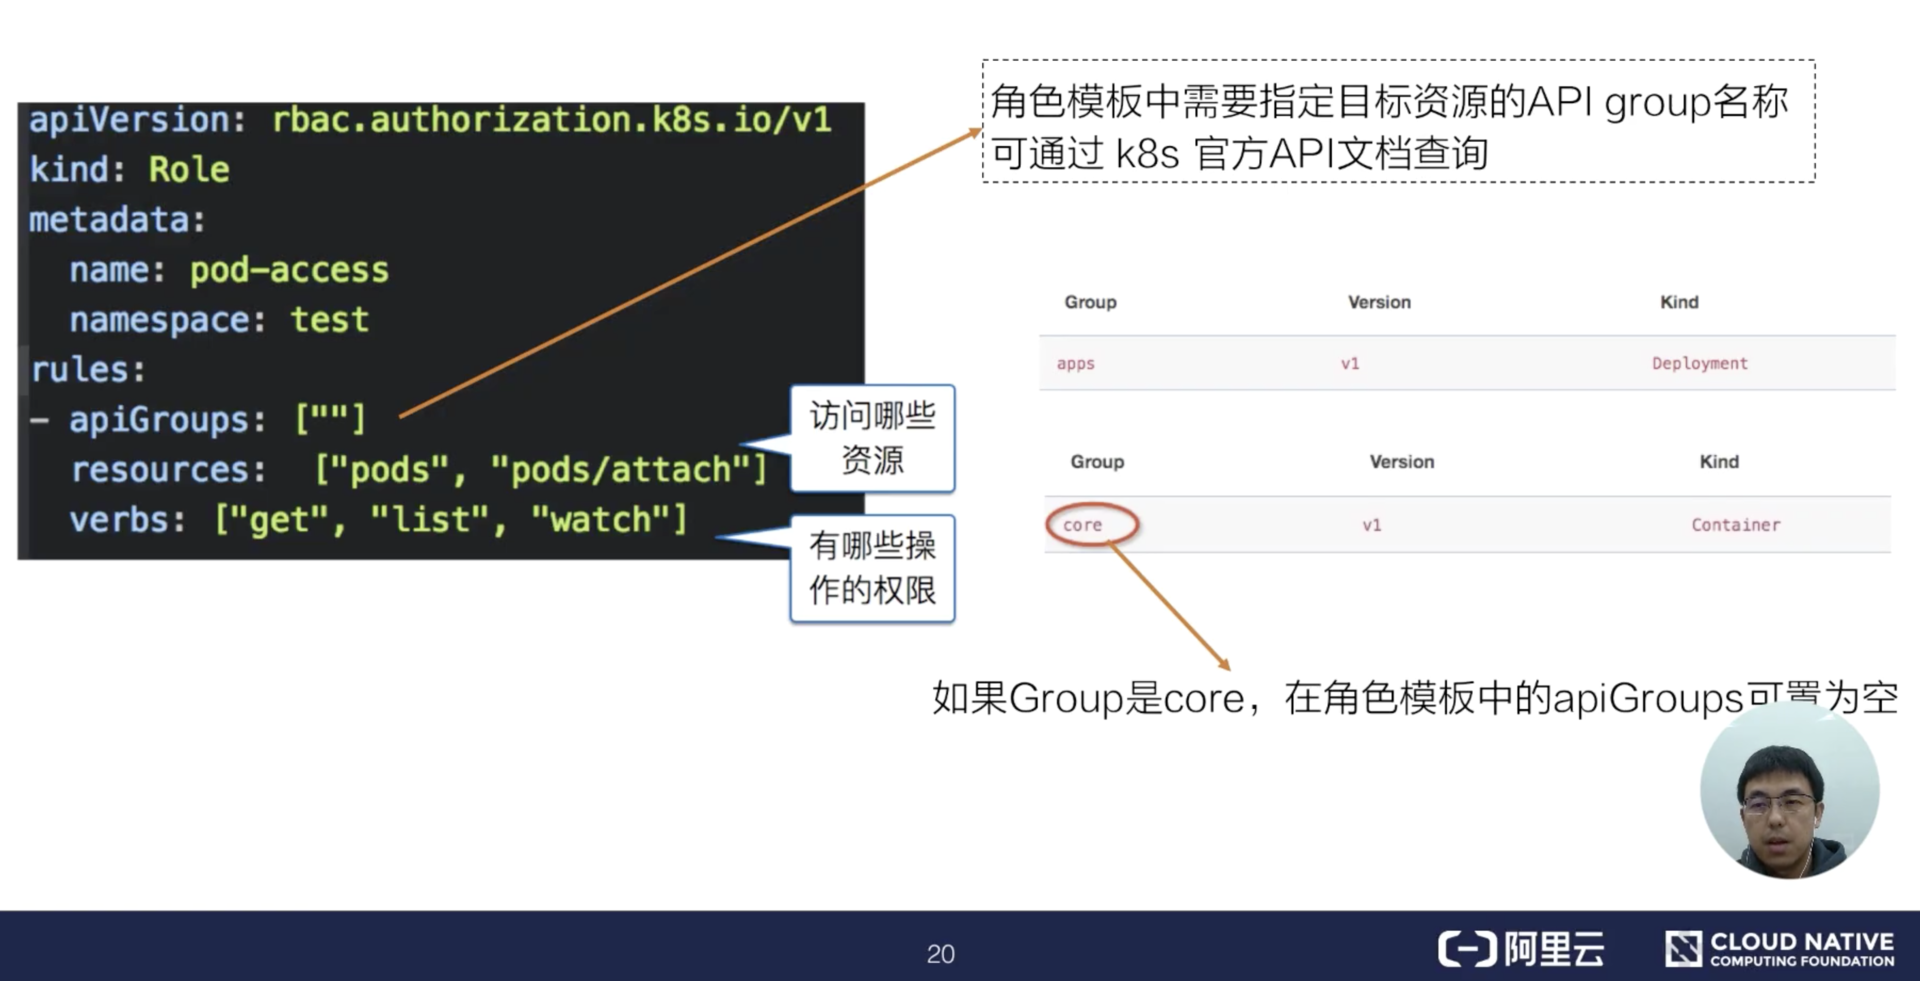 apiVersion: rbac.authorization.k8s.io/v1
kind: Role
metadata:
  name: pod-access
  namespace: test
rules:
- apiGroups: [""]
  resources:  ["pods", "pods/attach"]
  verbs: ["get", "list", "watch"]
访问哪些
资源
有哪些操
作的权限
角色模板中需要指定目标资源的API group名称
可通过 k8s 官方API文档查询
Group Version Kind
apps v1 Deployment
Group Version Kind
core v1 Container
如果Group是core，在角色模板中的apiGroups可置为空
20
阿里云
CLOUD NATIVE
COMPUTING FOUNDATION